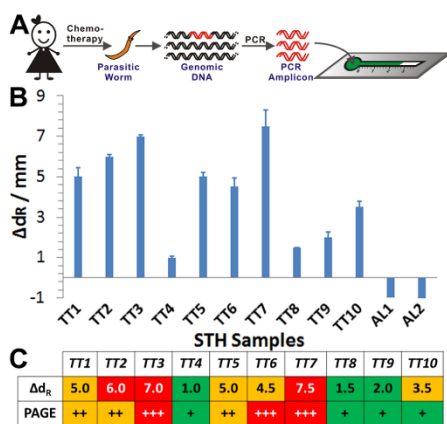 A
Chemo-
therapy
Parasitic
Worm
Genomic
DNA
PCR
PCR
Amplicon
B
ΔdR / mm
9
7
5
3
1
-1
TT1 TT2 TT3 TT4 TT5 TT6 TT7 TT8 TT9 TT10 AL1 AL2
STH Samples
C
TT1 TT2 TT3 TT4 TT5 TT6 TT7 TT8 TT9 TT10
ΔdR 5.0 6.0 7.0 1.0 5.0 4.5 7.5 1.5 2.0 3.5
PAGE ++ ++ +++ + ++ +++ +++ + + +